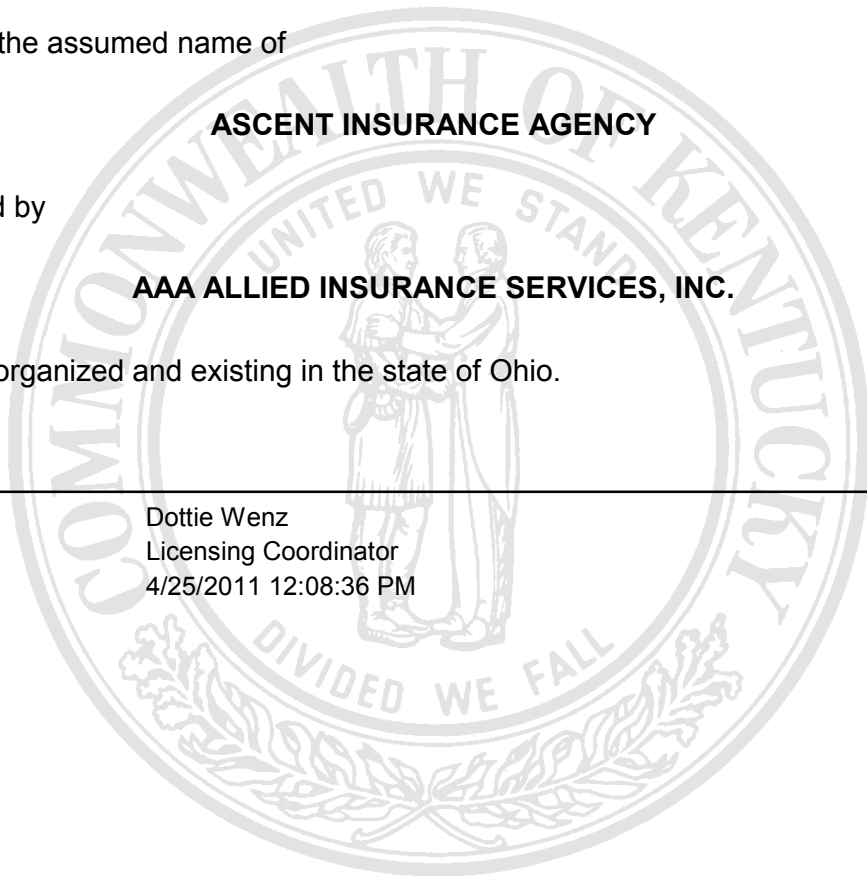 the assumed name of
ASCENT INSURANCE AGENCY
by
AAA ALLIED INSURANCE SERVICES, INC.
organized and existing in the state of Ohio.
Dottie Wenz
Licensing Coordinator
4/25/2011 12:08:36 PM
COMMONWEALTH OF KENTUCKY
UNITED WE STAND
DIVIDED WE FALL